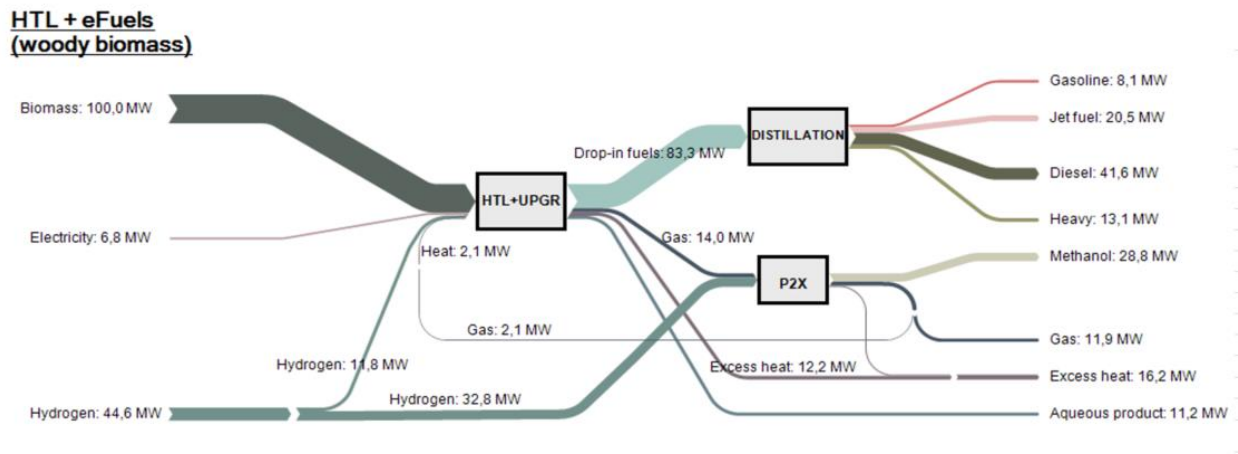 HTL + eFuels
(woody biomass)
Biomass: 100,0 MW
Electricity: 6,8 MW
Hydrogen: 44,6 MW
Hydrogen: 11,8 MW
Hydrogen: 32,8 MW
Heat: 2,1 MW
Gas: 2,1 MW
HTL+UPGR
Drop-in fuels: 83,3 MW
Gas: 14,0 MW
Excess heat: 12,2 MW
DISTILLATION
P2X
Gasoline: 8,1 MW
Jet fuel: 20,5 MW
Diesel: 41,6 MW
Heavy: 13,1 MW
Methanol: 28,8 MW
Gas: 11,9 MW
Excess heat: 16,2 MW
Aqueous product: 11,2 MW